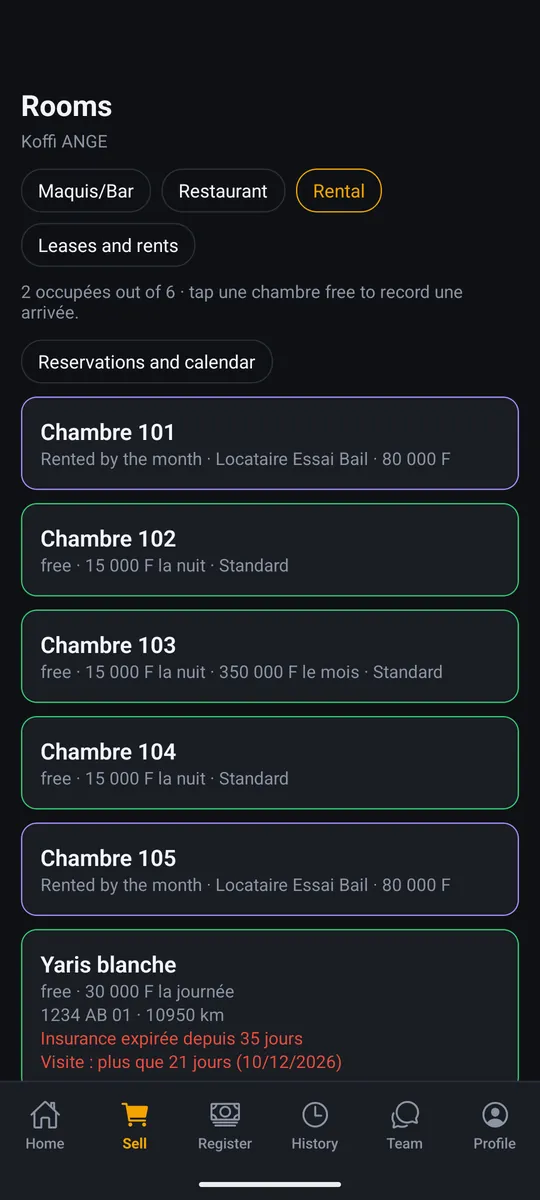 Rooms
Koffi ANGE
Maquis/Bar
Restaurant
Rental
Leases and rents
2 occupées out of 6 · tap une chambre free to record une
arrivée.
Reservations and calendar
Chambre 101
Rented by the month · Locataire Essai Bail · 80 000 F
Chambre 102
free · 15 000 F la nuit · Standard
Chambre 103
free · 15 000 F la nuit · 350 000 F le mois · Standard
Chambre 104
free · 15 000 F la nuit · Standard
Chambre 105
Rented by the month · Locataire Essai Bail · 80 000 F
Yaris blanche
free · 30 000 F la journée
1234 AB 01 · 10950 km
Insurance expirée depuis 35 jours
Visite : plus que 21 jours (10/12/2026)
Home
Sell
Register
History
Team
Profile